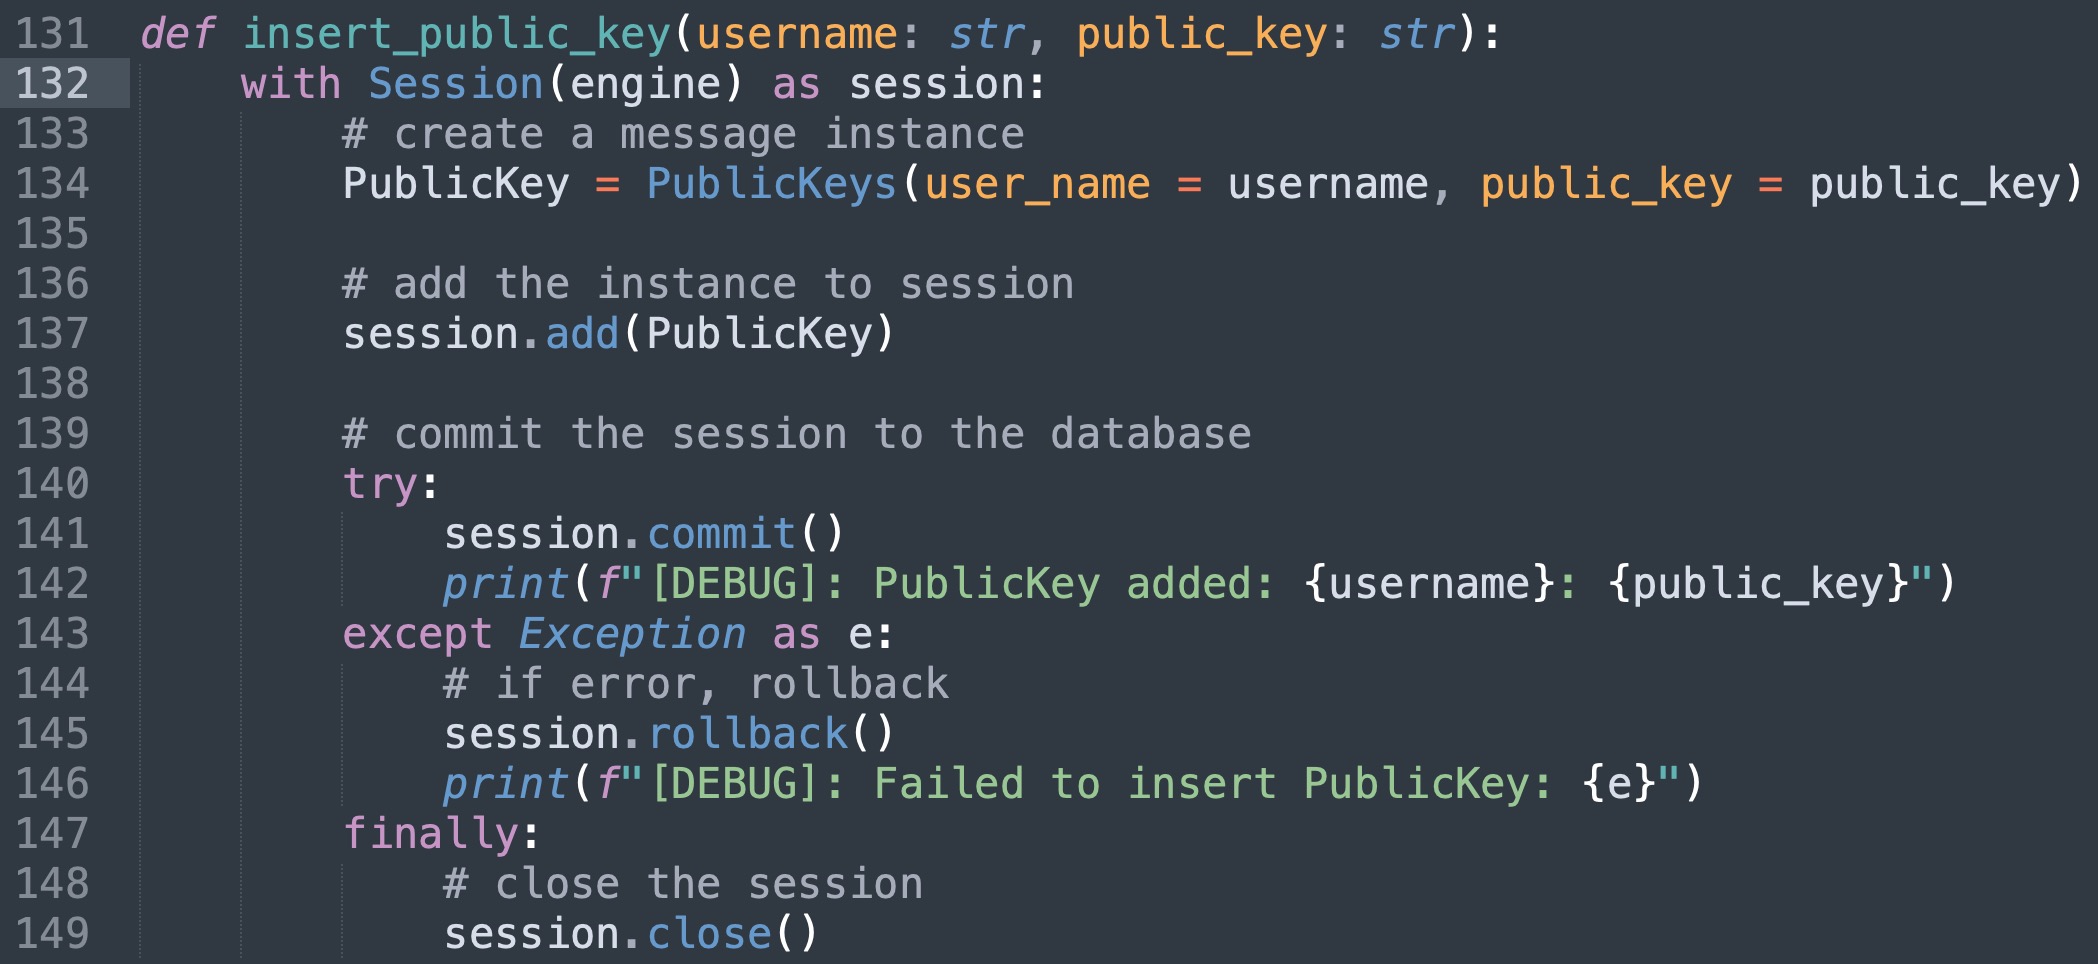 131 def insert_public_key(username: str, public_key: str):
132     with Session(engine) as session:
133         # create a message instance
134         PublicKey = PublicKeys(user_name = username, public_key = public_key)
135
136         # add the instance to session
137         session.add(PublicKey)
138
139         # commit the session to the database
140         try:
141             session.commit()
142             print(f"[DEBUG]: PublicKey added: {username}: {public_key}")
143         except Exception as e:
144             # if error, rollback
145             session.rollback()
146             print(f"[DEBUG]: Failed to insert PublicKey: {e}")
147         finally:
148             # close the session
149             session.close()